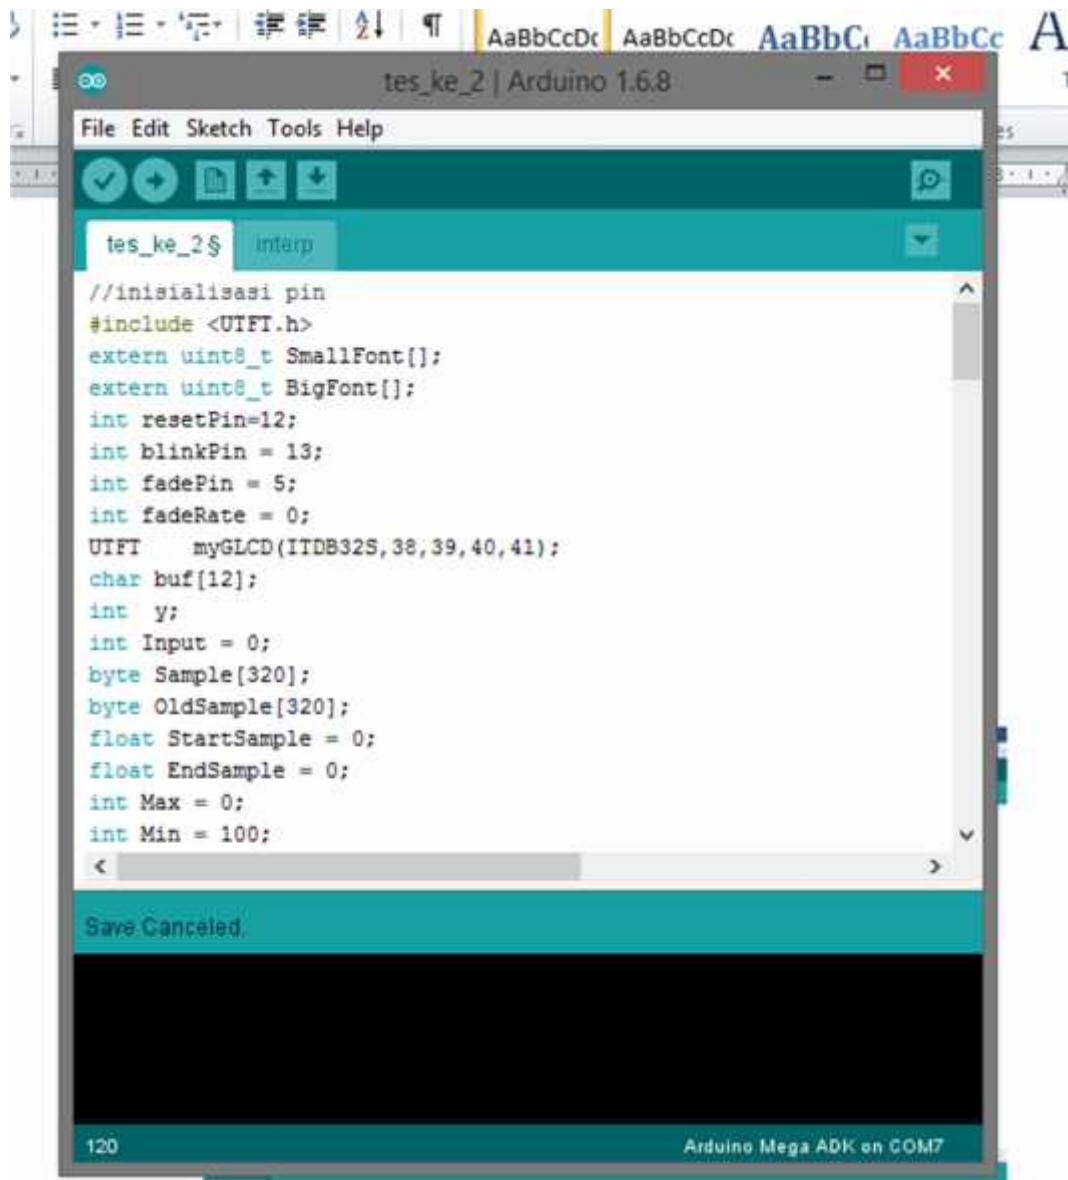 AaBbCcDc AaBbCcDc AaBbC AaBbCc A
tes_ke_2 | Arduino 1.6.8
File Edit Sketch Tools Help
tes_ke_2 § interp
//inisialisasi pin
#include <UTFT.h>
extern uint8_t SmallFont[];
extern uint8_t BigFont[];
int resetPin=12;
int blinkPin = 13;
int fadePin = 5;
int fadeRate = 0;
UTFT    myGLCD(ITDB32S,38,39,40,41);
char buf[12];
int  y;
int Input = 0;
byte Sample[320];
byte OldSample[320];
float StartSample = 0;
float EndSample = 0;
int Max = 0;
int Min = 100;
Save Canceled.
120 Arduino Mega ADK on COM7